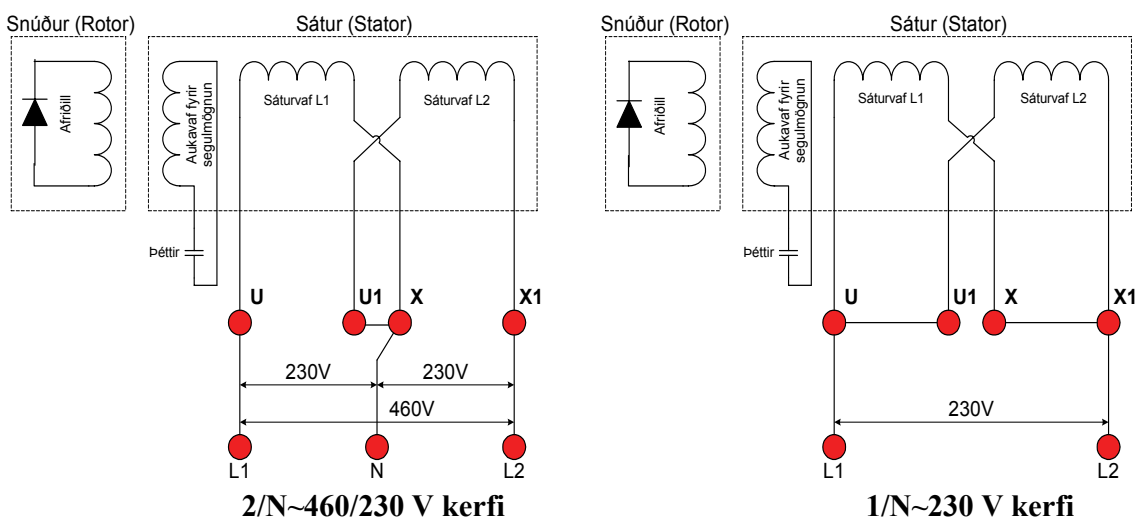 Snúður (Rotor)
Sátur (Stator)
Afriðill
Aukavaf fyrir
segulmögnun
Sáturvaf L1
Sáturvaf L2
Þéttir
U
U1
X
X1
230V
230V
460V
L1
N
L2
2/N~460/230 V kerfi
Snúður (Rotor)
Sátur (Stator)
Afriðill
Aukavaf fyrir
segulmögnun
Sáturvaf L1
Sáturvaf L2
Þéttir
U
U1
X
X1
230V
L1
L2
1/N~230 V kerfi